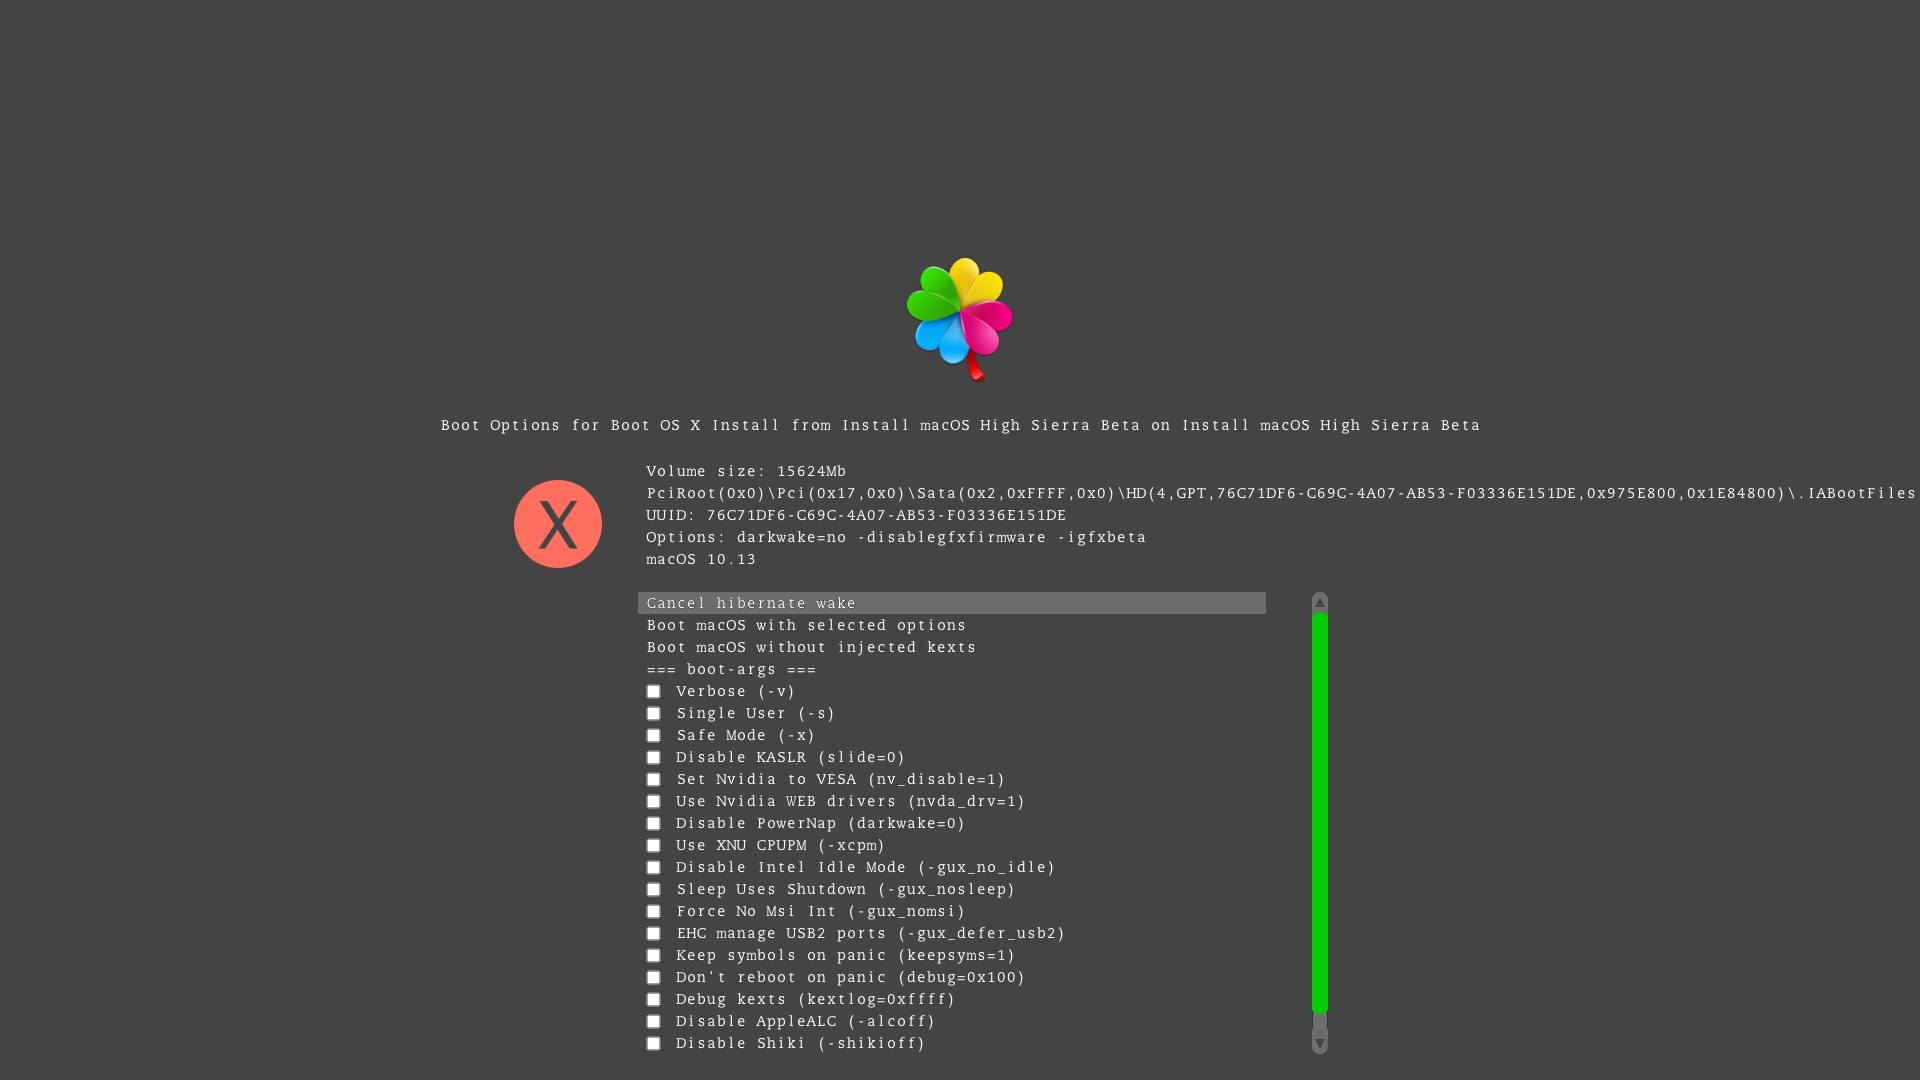 Boot Options for Boot OS X Install from Install macOS High Sierra Beta on Install macOS High Sierra Beta
X
Volume size: 15624Mb
PciRoot(0x0)\Pci(0x17,0x0)\Sata(0x2,0xFFFF,0x0)\HD(4,GPT,76C71DF6-C69C-4A07-AB53-F03336E151DE,0x975E800,0x1E84800)\.IABootFiles
UUID: 76C71DF6-C69C-4A07-AB53-F03336E151DE
Options: darkwake=no -disablegfxfirmware -igfxbeta
macOS 10.13
Cancel hibernate wake
Boot macOS with selected options
Boot macOS without injected kexts
=== boot-args ===
Verbose (-v)
Single User (-s)
Safe Mode (-x)
Disable KASLR (slide=0)
Set Nvidia to VESA (nv_disable=1)
Use Nvidia WEB drivers (nvda_drv=1)
Disable PowerNap (darkwake=0)
Use XNU CPUPM (-xcpm)
Disable Intel Idle Mode (-gux_no_idle)
Sleep Uses Shutdown (-gux_nosleep)
Force No Msi Int (-gux_nomsi)
EHC manage USB2 ports (-gux_defer_usb2)
Keep symbols on panic (keepsyms=1)
Don't reboot on panic (debug=0x100)
Debug kexts (kextlog=0xffff)
Disable AppleALC (-alcoff)
Disable Shiki (-shikioff)